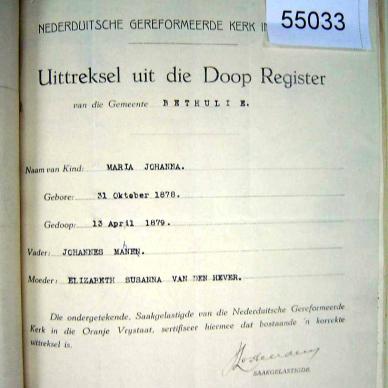 55033
NEDERDUITSCHE GEREFORMEERDE KERK IN
Uittreksel uit die Doop Register
van die Gemeente BETHULIE.
Naam van Kind: MARIA JOHANNA.
Gebore: 31 Oktober 1878.
Gedoop: 13 April 1879.
Vader: JOHANNES MANEN.
Moeder: ELIZABETH SUSANNA VAN DEN HEVER.
Die ondergetekende, Saakgelastigde van die Nederduitse Gereformeerde
Kerk in die Oranje Vrystaat, sertifiseer hiermee dat bostaande 'n korrekte
uittreksel is.
SAAKGELASTIGDE